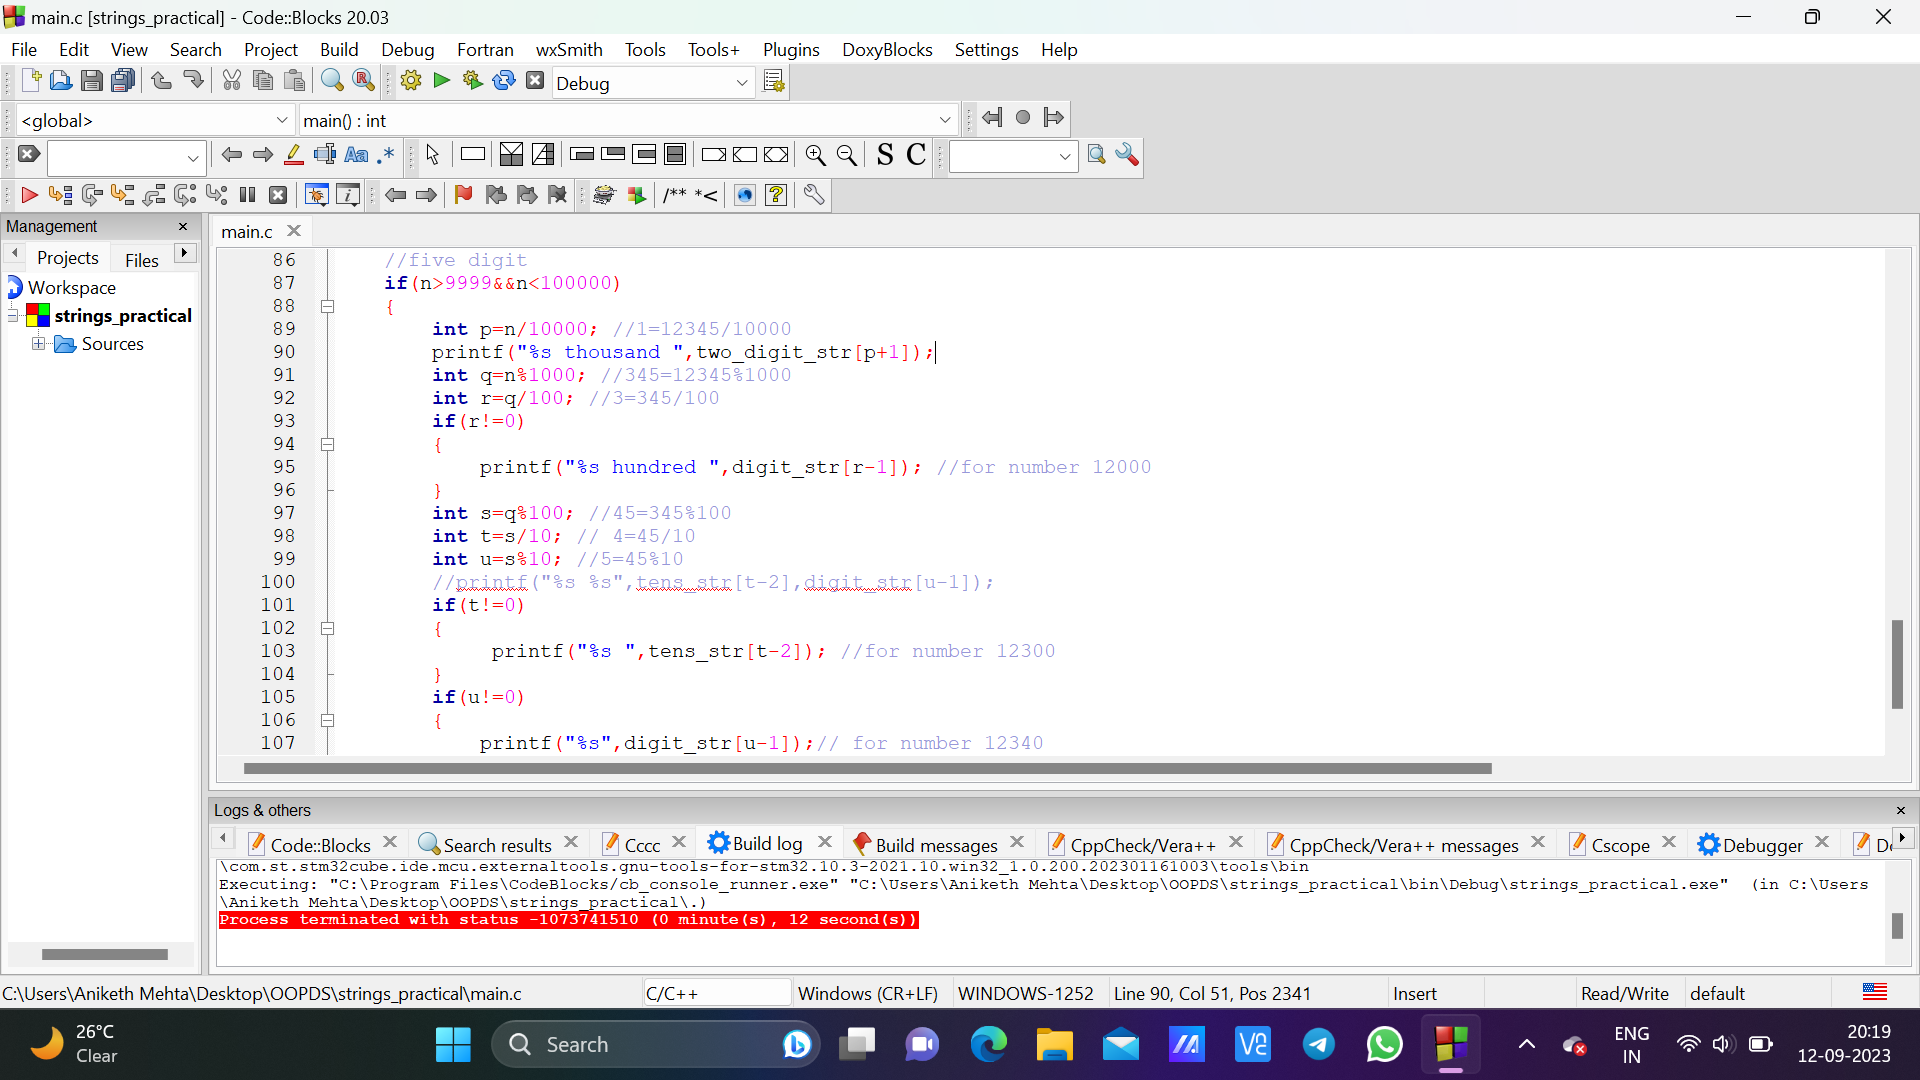 main.c [strings_practical] - Code::Blocks 20.03
File Edit View Search Project Build Debug Fortran wxSmith Tools Tools+ Plugins DoxyBlocks Settings Help
Debug
<global> main() : int
Aa .* S C
/** *<
Management
main.c
Projects Files
Workspace
strings_practical
Sources
86 //five digit
87 if(n>9999&&n<100000)
88 {
89 int p=n/10000; //1=12345/10000
90 printf("%s thousand ",two_digit_str[p+1]);
91 int q=n%1000; //345=12345%1000
92 int r=q/100; //3=345/100
93 if(r!=0)
94 {
95 printf("%s hundred ",digit_str[r-1]); //for number 12000
96 }
97 int s=q%100; //45=345%100
98 int t=s/10; // 4=45/10
99 int u=s%10; //5=45%10
100 //printf("%s %s",tens_str[t-2],digit_str[u-1]);
101 if(t!=0)
102 {
103 printf("%s ",tens_str[t-2]); //for number 12300
104 }
105 if(u!=0)
106 {
107 printf("%s",digit_str[u-1]);// for number 12340
Logs & others
Code::Blocks Search results Cccc Build log Build messages CppCheck/Vera++ CppCheck/Vera++ messages Cscope Debugger
\com.st.stm32cube.ide.mcu.externaltools.gnu-tools-for-stm32.10.3-2021.10.win32_1.0.200.202301161003\tools\bin
Executing: "C:\Program Files\CodeBlocks/cb_console_runner.exe" "C:\Users\Aniketh Mehta\Desktop\OOPDS\strings_practical\bin\Debug\strings_practical.exe"  (in C:\Users
\Aniketh Mehta\Desktop\OOPDS\strings_practical\.)
Process terminated with status -1073741510 (0 minute(s), 12 second(s))
C:\Users\Aniketh Mehta\Desktop\OOPDS\strings_practical\main.c C/C++ Windows (CR+LF) WINDOWS-1252 Line 90, Col 51, Pos 2341 Insert Read/Write default
26°C
Clear
Search
ENG
IN
20:19
12-09-2023